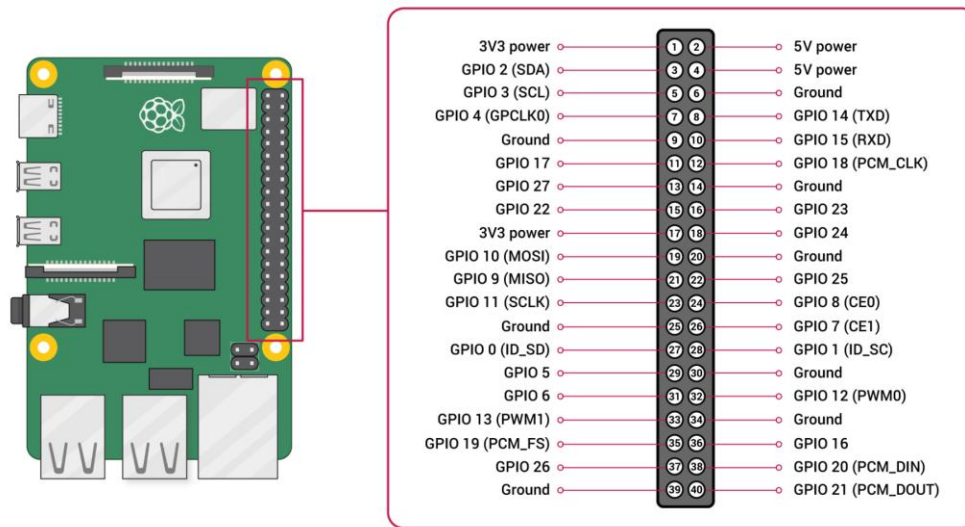 3V3 power 1 2 5V power
GPIO 2 (SDA) 3 4 5V power
GPIO 3 (SCL) 5 6 Ground
GPIO 4 (GPCLK0) 7 8 GPIO 14 (TXD)
Ground 9 10 GPIO 15 (RXD)
GPIO 17 11 12 GPIO 18 (PCM_CLK)
GPIO 27 13 14 Ground
GPIO 22 15 16 GPIO 23
3V3 power 17 18 GPIO 24
GPIO 10 (MOSI) 19 20 Ground
GPIO 9 (MISO) 21 22 GPIO 25
GPIO 11 (SCLK) 23 24 GPIO 8 (CE0)
Ground 25 26 GPIO 7 (CE1)
GPIO 0 (ID_SD) 27 28 GPIO 1 (ID_SC)
GPIO 5 29 30 Ground
GPIO 6 31 32 GPIO 12 (PWM0)
GPIO 13 (PWM1) 33 34 Ground
GPIO 19 (PCM_FS) 35 36 GPIO 16
GPIO 26 37 38 GPIO 20 (PCM_DIN)
Ground 39 40 GPIO 21 (PCM_DOUT)